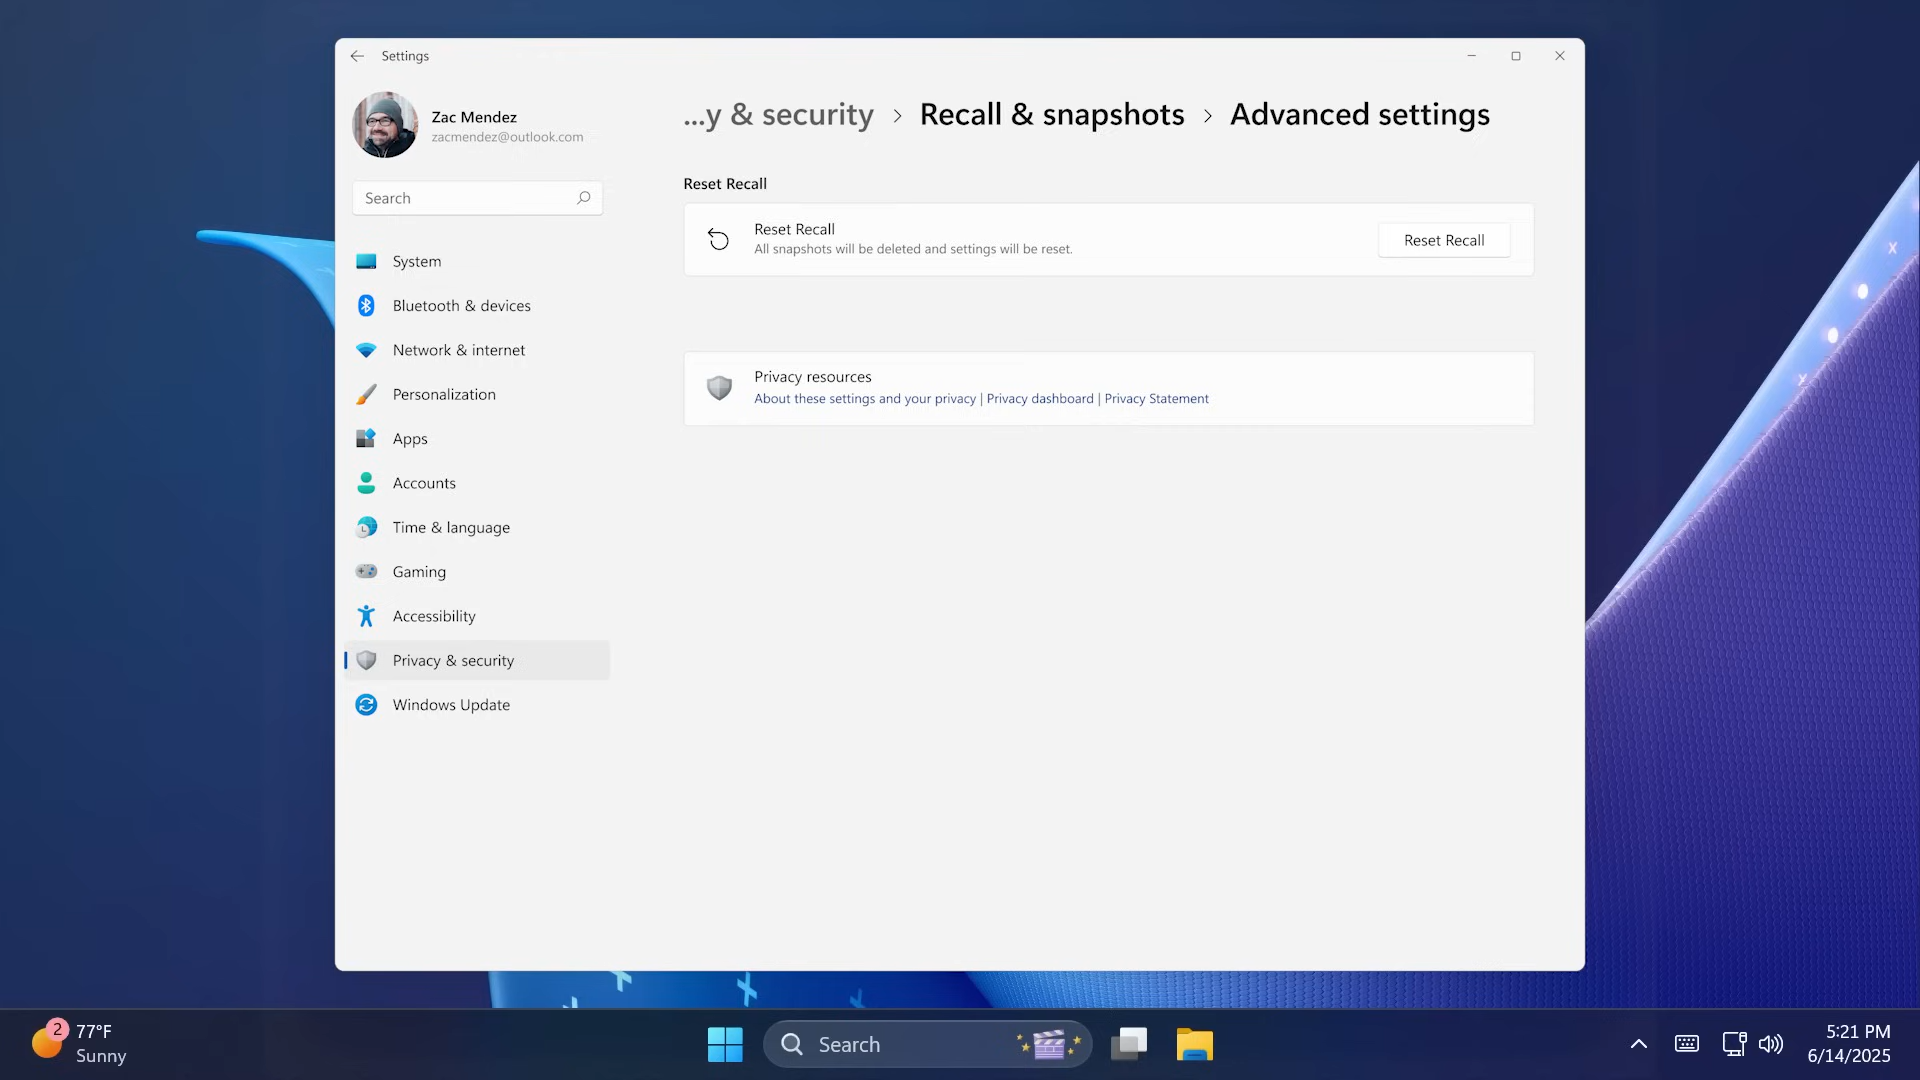 Settings
Zac Mendez
zacmendez@outlook.com
Search
System
Bluetooth & devices
Network & internet
Personalization
Apps
Accounts
Time & language
Gaming
Accessibility
Privacy & security
Windows Update
...y & security > Recall & snapshots > Advanced settings
Reset Recall
Reset Recall
All snapshots will be deleted and settings will be reset.
Reset Recall
Privacy resources
About these settings and your privacy | Privacy dashboard | Privacy Statement
2
77°F
Sunny
Search
5:21 PM
6/14/2025